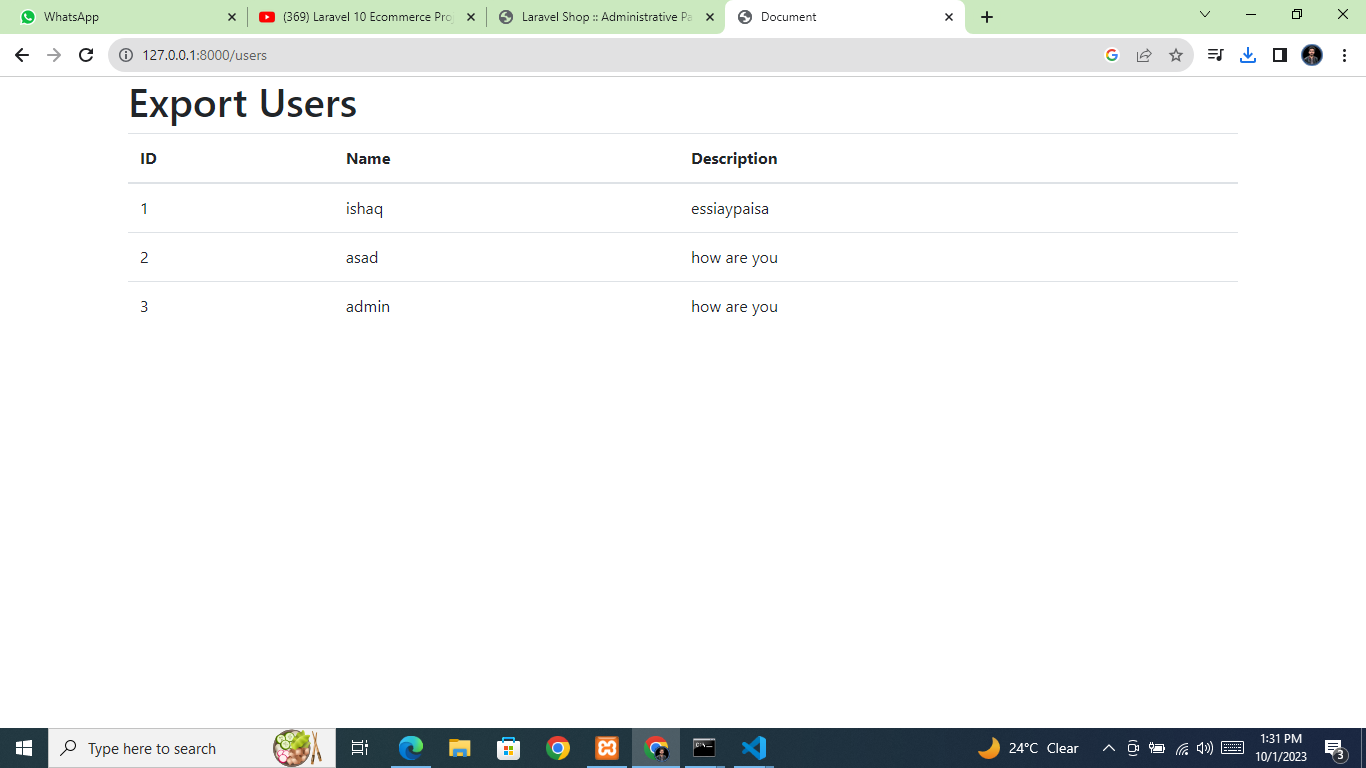 WhatsApp
(369) Laravel 10 Ecommerce Pro
Laravel Shop :: Administrative Pa
Document
127.0.0.1:8000/users
Export Users
ID Name Description
1 ishaq essiaypaisa
2 asad how are you
3 admin how are you
Type here to search
24°C Clear
1:31 PM
10/1/2023
3